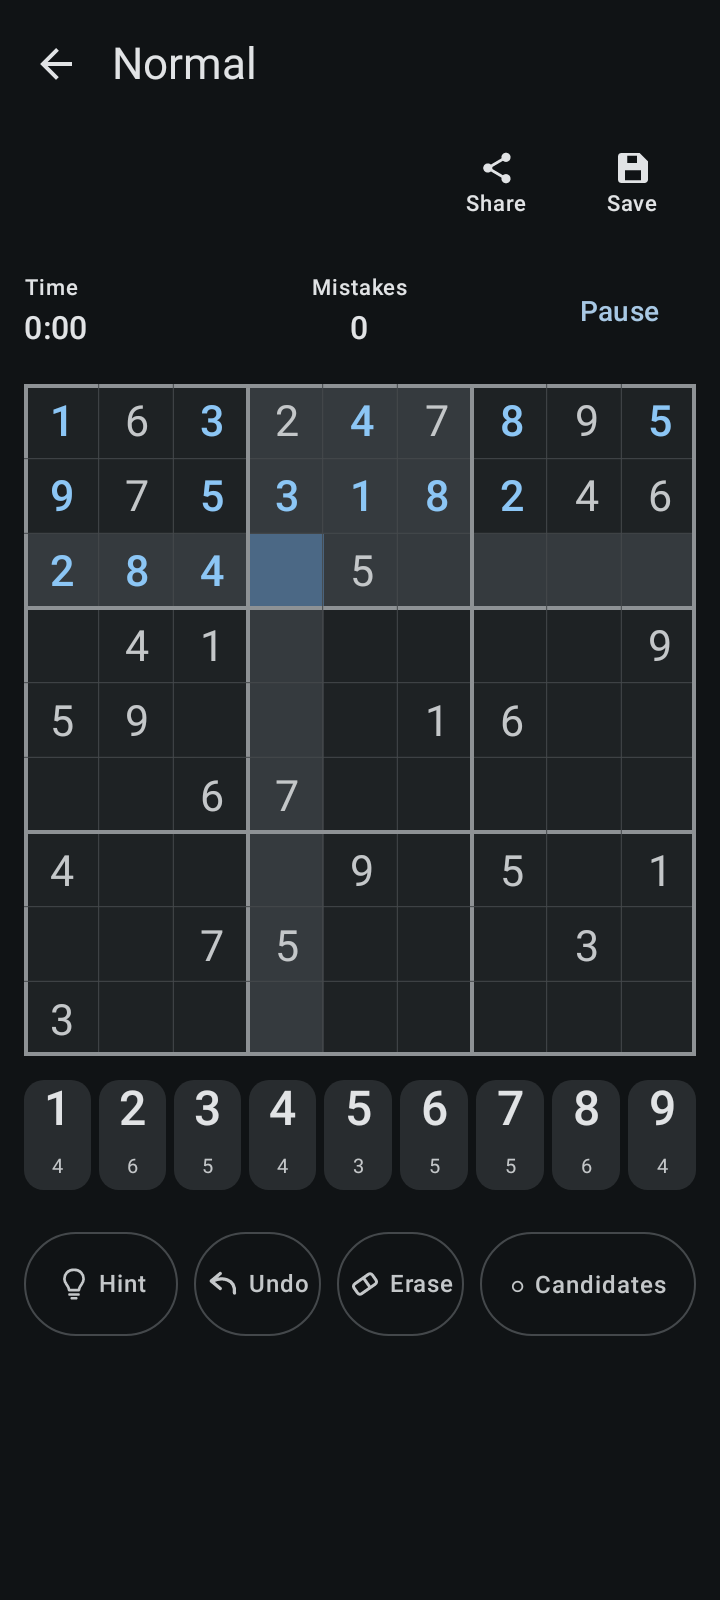 Normal
Share Save
Time Mistakes
0:00 0 Pause
1 6 3 2 4 7 8 9 5
9 7 5 3 1 8 2 4 6
2 8 4 5
4 1 9
5 9 1 6
6 7
4 9 5 1
7 5 3
3
1 2 3 4 5 6 7 8 9
4 6 5 4 3 5 5 6 4
Hint Undo Erase Candidates